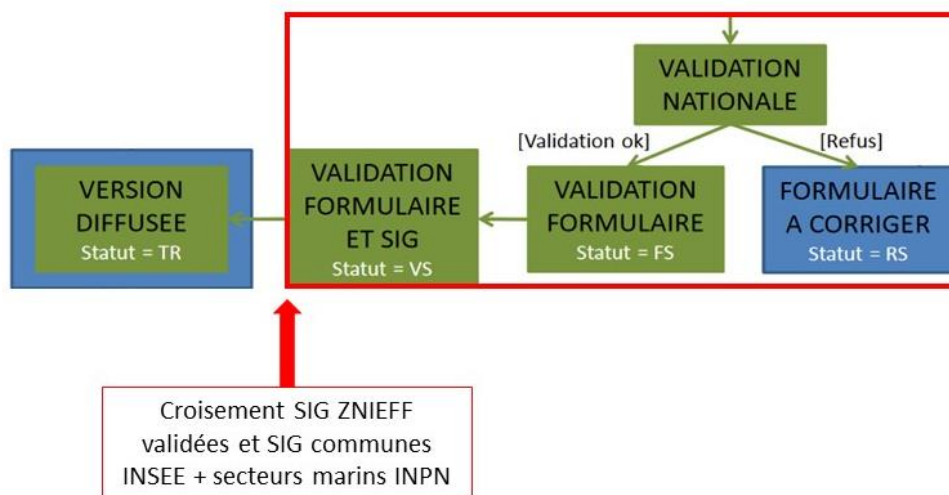 VALIDATION
NATIONALE
[Validation ok]
[Refus]
VERSION
DIFFUSEE
Statut = TR
VALIDATION
FORMULAIRE
ET SIG
Statut = VS
VALIDATION
FORMULAIRE
Statut = FS
FORMULAIRE
A CORRIGER
Statut = RS
Croisement SIG ZNIEFF
validées et SIG communes
INSEE + secteurs marins INPN